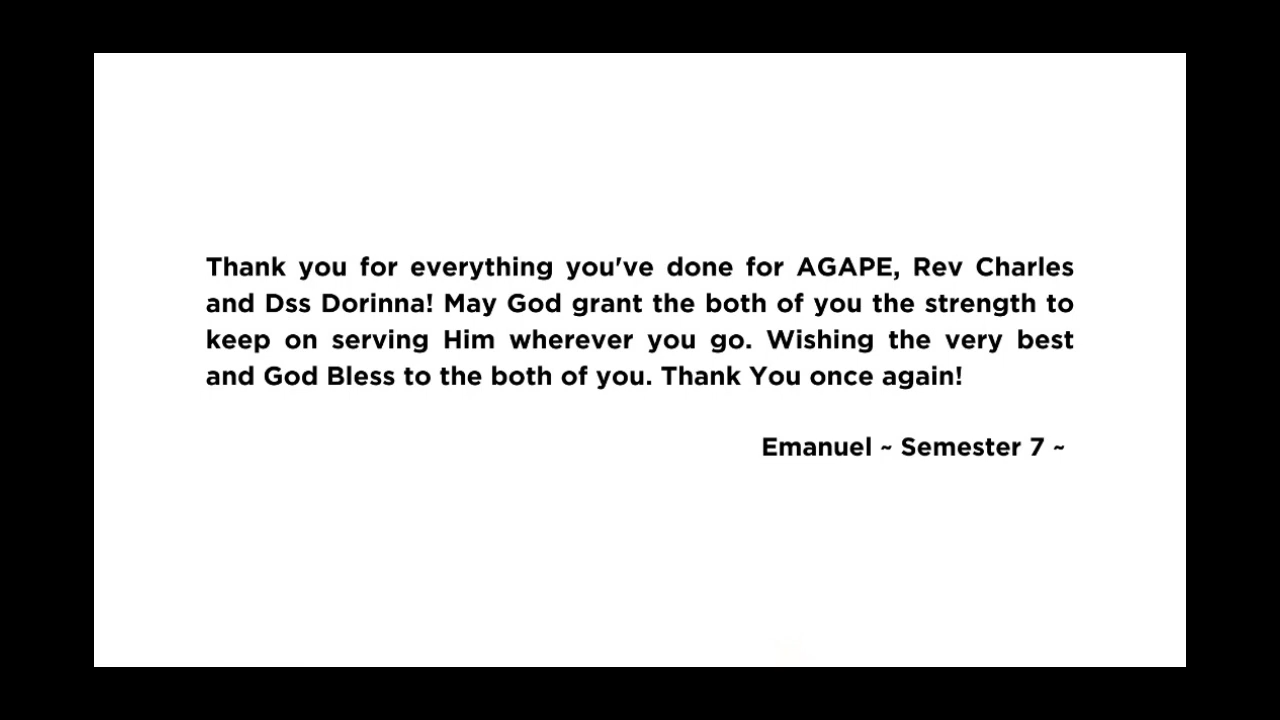 Thank you for everything you've done for AGAPE, Rev Charles
and Dss Dorinna! May God grant the both of you the strength to
keep on serving Him wherever you go. Wishing the very best
and God Bless to the both of you. Thank You once again!
Emanuel ~ Semester 7 ~